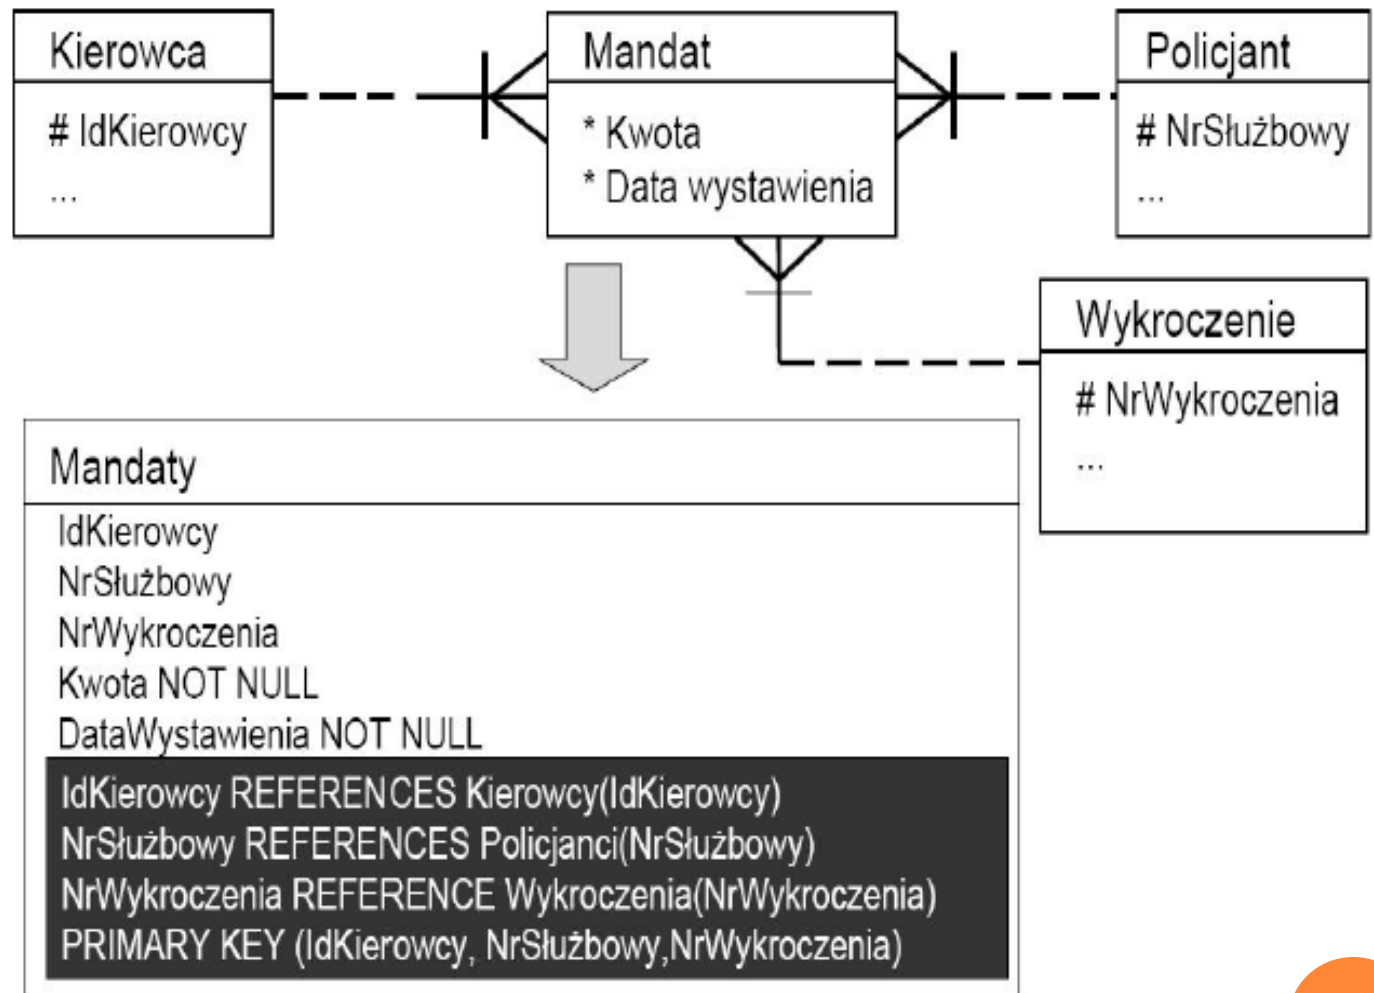 Kierowca
# IdKierowcy
...
Mandat
* Kwota
* Data wystawienia
Policjant
# NrSłużbowy
...
Wykroczenie
# NrWykroczenia
...
Mandaty
IdKierowcy
NrSłużbowy
NrWykroczenia
Kwota NOT NULL
DataWystawienia NOT NULL
IdKierowcy REFERENCES Kierowcy(IdKierowcy)
NrSłużbowy REFERENCES Policjanci(NrSłużbowy)
NrWykroczenia REFERENCE Wykroczenia(NrWykroczenia)
PRIMARY KEY (IdKierowcy, NrSłużbowy,NrWykroczenia)